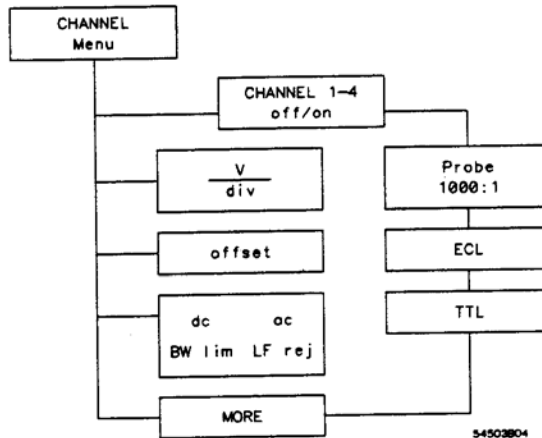 CHANNEL
Menu
CHANNEL 1-4
off/on
V
div
Probe
1000:1
offset
ECL
dc ac
BW lim LF rej
TTL
MORE
54503B04